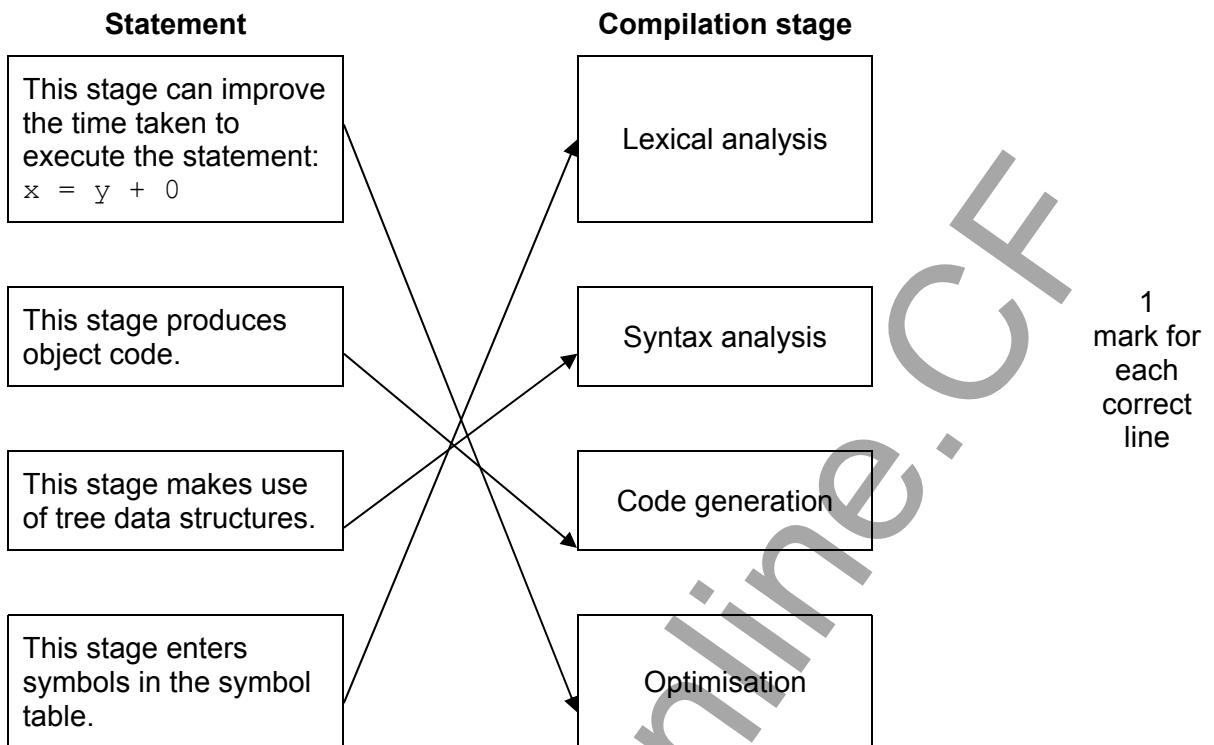 Statement
Compilation stage
This stage can improve
the time taken to
execute the statement:
x = y + 0
Lexical analysis
This stage produces
object code.
Syntax analysis
1
mark for
each
correct
line
This stage makes use
of tree data structures.
Code generation
This stage enters
symbols in the symbol
table.
Optimisation
nline.CF